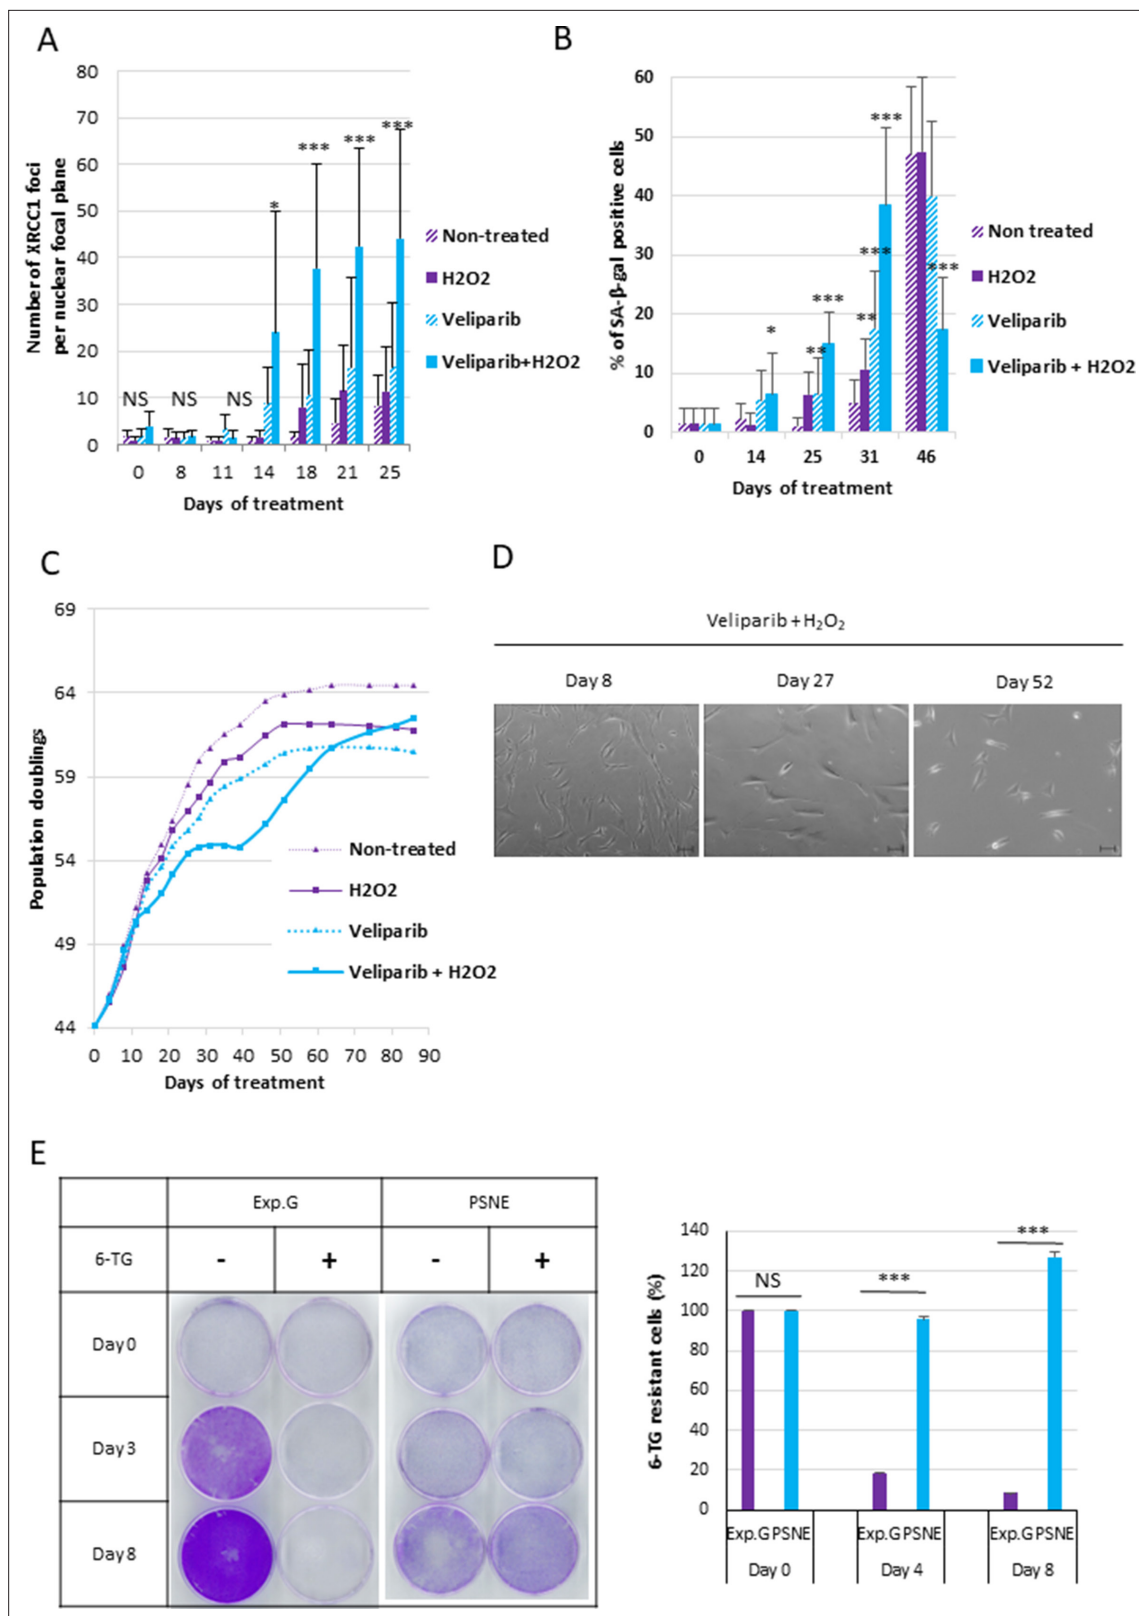 A
Number of XRCC1 foci
per nuclear focal plane
80
70
60
50
40
30
20
10
0
NS
NS
NS
*
***
***
***
0 8 11 14 18 21 25
Days of treatment
Non-treated
H2O2
Veliparib
Veliparib+H2O2
B
% of SA-β-gal positive cells
60
50
40
30
20
10
0
*
**
***
**
***
***
***
0 14 25 31 46
Days of treatment
Non treated
H2O2
Veliparib
Veliparib + H2O2
C
Population doublings
69
64
59
54
49
44
0 10 20 30 40 50 60 70 80 90
Days of treatment
Non-treated
H2O2
Veliparib
Veliparib + H2O2
D
Veliparib + H₂O₂
Day 8 Day 27 Day 52
E
Exp.G PSNE
6-TG - + - +
Day 0
Day 3
Day 8
6-TG resistant cells (%)
140
120
100
80
60
40
20
0
NS
***
***
Exp.G PSNE Exp.G PSNE Exp.G PSNE
Day 0 Day 4 Day 8